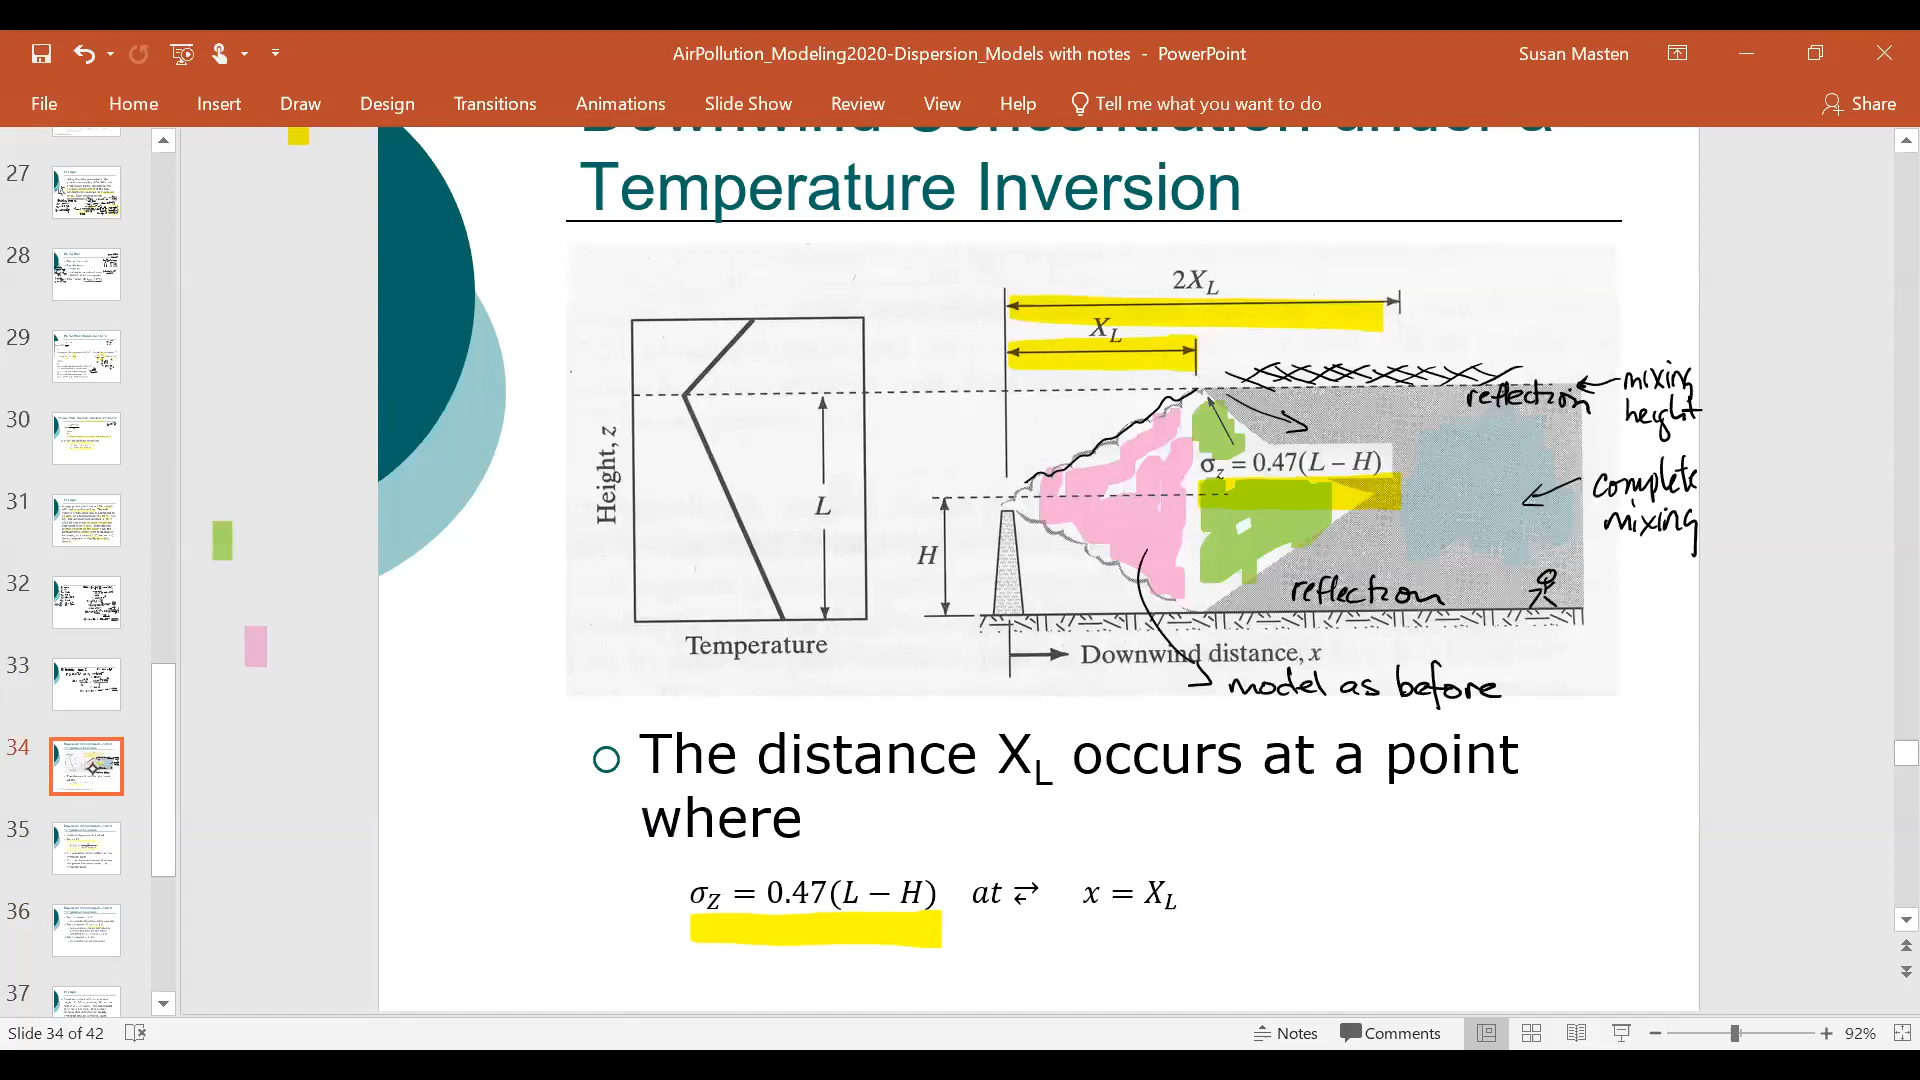 AirPollution_Modeling2020-Dispersion_Models with notes - PowerPoint
Susan Masten
File Home Insert Draw Design Transitions Animations Slide Show Review View Help Tell me what you want to do Share
27
28
29
30
31
32
33
34
35
36
37
Downwind Concentration under a
Temperature Inversion
2X_L
X_L
mixing
height
reflection
σ_z = 0.47(L − H)
complete
mixing
Height, z
L
H
reflection
Temperature
Downwind distance, x
model as before
The distance X_L occurs at a point
where
σ_Z = 0.47(L − H) at ⇄ x = X_L
Slide 34 of 42
Notes
Comments
92%